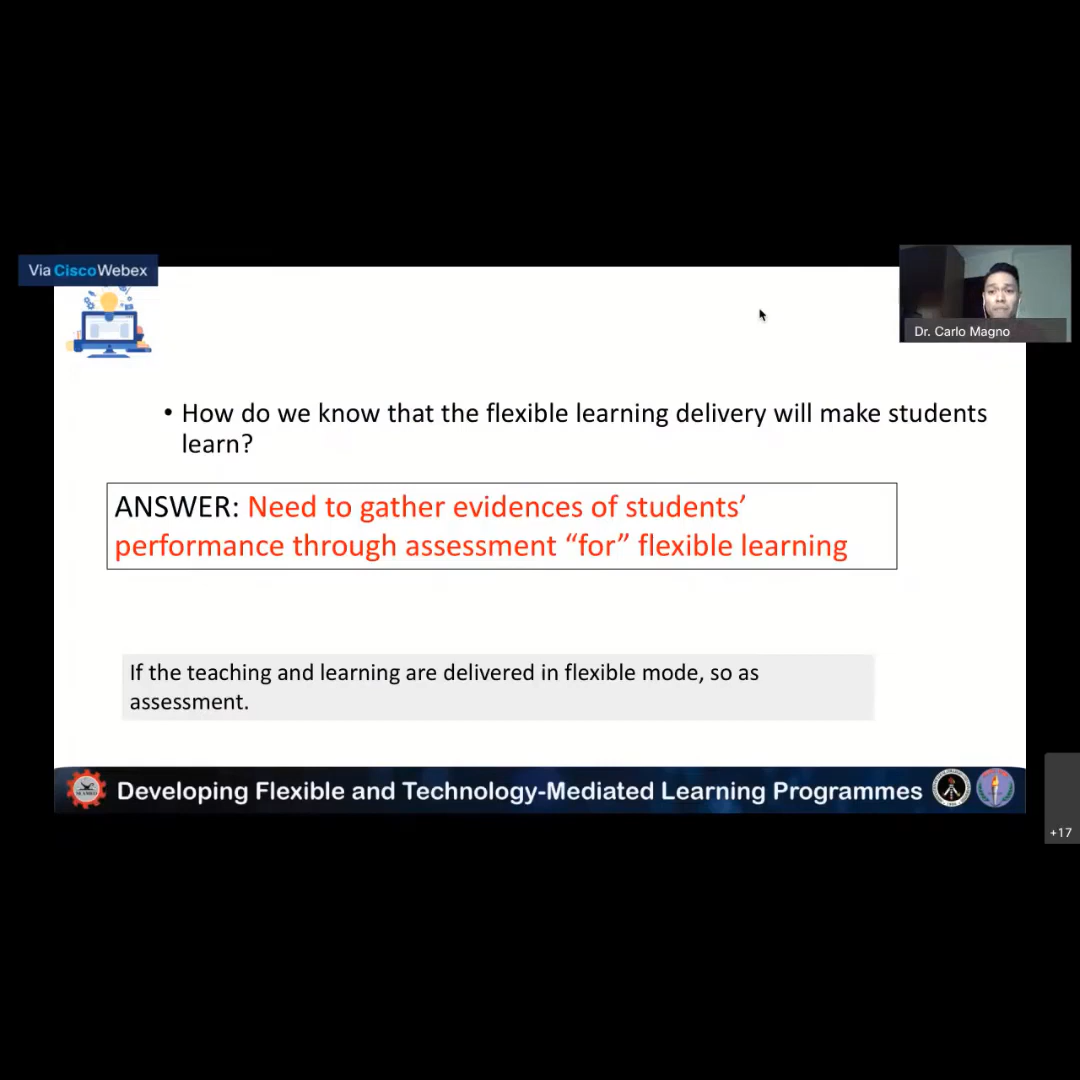 Via CiscoWebex
Dr. Carlo Magno
• How do we know that the flexible learning delivery will make students
learn?
ANSWER: Need to gather evidences of students’
performance through assessment “for” flexible learning
If the teaching and learning are delivered in flexible mode, so as
assessment.
Developing Flexible and Technology-Mediated Learning Programmes
+17